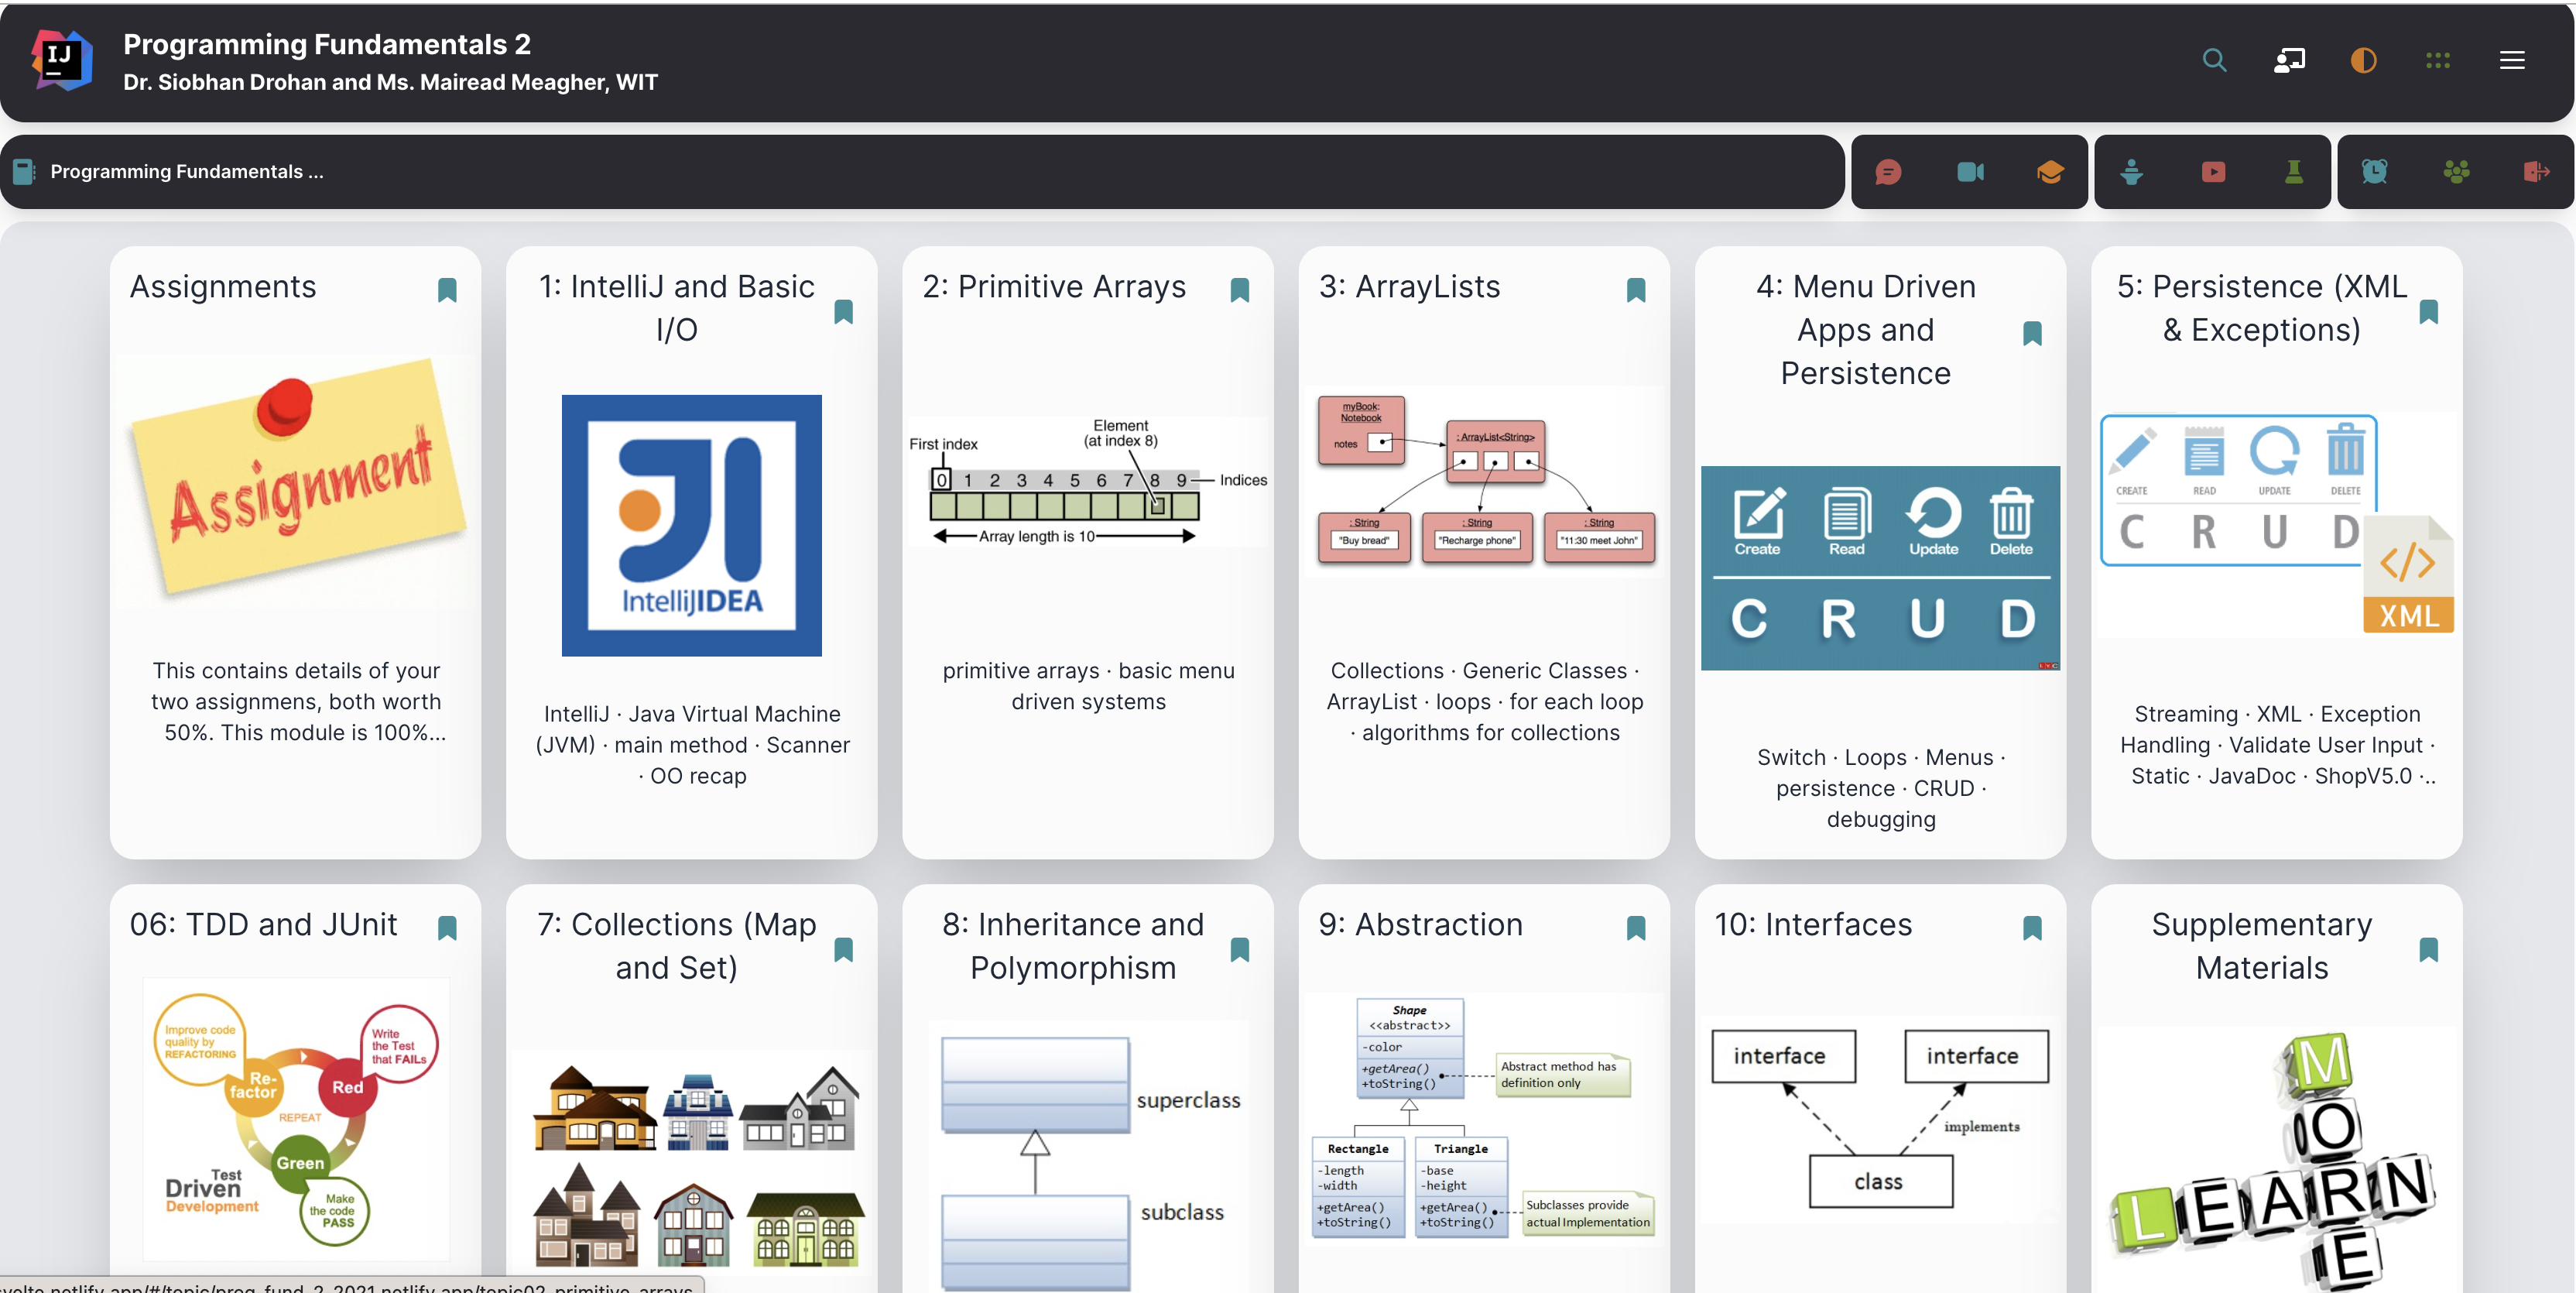 IJ
Programming Fundamentals 2
Dr. Siobhan Drohan and Ms. Mairead Meagher, WIT
Programming Fundamentals ...
Assignments
Assignment
This contains details of your
two assignmens, both worth
50%. This module is 100%...
1: IntelliJ and Basic
I/O
IntelliJIDEA
IntelliJ · Java Virtual Machine
(JVM) · main method · Scanner
· OO recap
2: Primitive Arrays
Element
(at index 8)
First index
0 1 2 3 4 5 6 7 8 9
Indices
Array length is 10
primitive arrays · basic menu
driven systems
3: ArrayLists
myBook:
Notebook
notes
: ArrayList<String>
: String
"Buy bread"
: String
"Recharge phone"
: String
"11:30 meet John"
Collections · Generic Classes ·
ArrayList · loops · for each loop
· algorithms for collections
4: Menu Driven
Apps and
Persistence
Create Read Update Delete
C R U D
Switch · Loops · Menus ·
persistence · CRUD ·
debugging
5: Persistence (XML
& Exceptions)
CREATE READ UPDATE DELETE
C R U D
</>
XML
Streaming · XML · Exception
Handling · Validate User Input ·
Static · JavaDoc · ShopV5.0 ·..
06: TDD and JUnit
Improve code
quality by
REFACTORING
Write
the Test
that FAILs
Re-
factor
Red
REPEAT
Green
Test
Driven
Development
Make
the code
PASS
7: Collections (Map
and Set)
8: Inheritance and
Polymorphism
superclass
subclass
9: Abstraction
Shape
<<abstract>>
-color
+getArea()
+toString()
Abstract method has
definition only
Rectangle
-length
-width
+getArea()
+toString()
Triangle
-base
-height
+getArea()
+toString()
Subclasses provide
actual Implementation
10: Interfaces
interface
interface
implements
class
Supplementary
Materials
MORE
LEARN
svelte.netlify.app/#/topic/prog-fund-2-2021.netlify.app/topic02-primitive-arrays